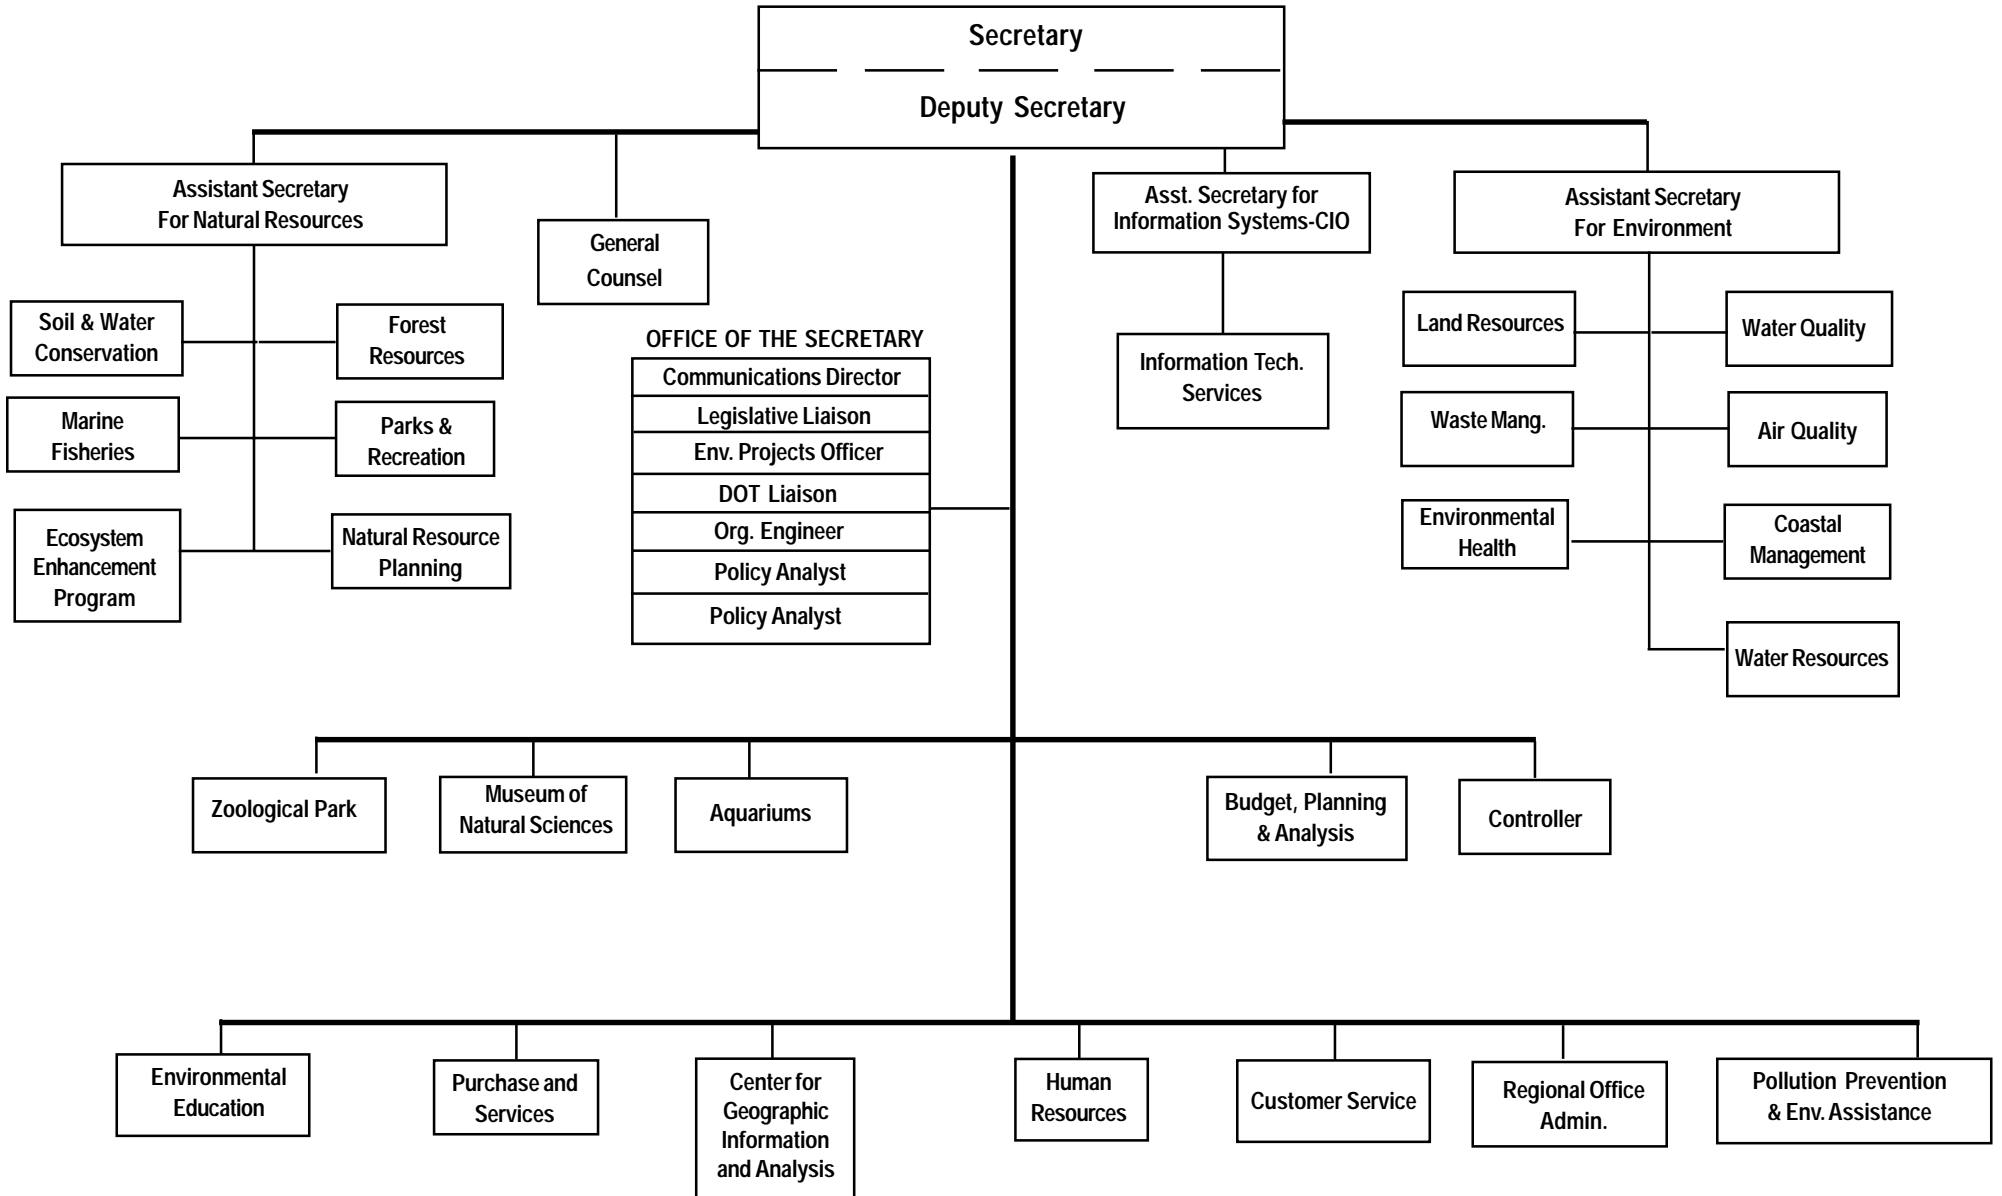 Secretary
Deputy Secretary
Assistant Secretary
For Natural Resources
General
Counsel
Asst. Secretary for
Information Systems-CIO
Assistant Secretary
For Environment
Soil & Water
Conservation
Forest
Resources
Marine
Fisheries
Parks &
Recreation
Ecosystem
Enhancement
Program
Natural Resource
Planning
OFFICE OF THE SECRETARY
Communications Director
Legislative Liaison
Env. Projects Officer
DOT Liaison
Org. Engineer
Policy Analyst
Policy Analyst
Information Tech.
Services
Land Resources
Water Quality
Waste Mang.
Air Quality
Environmental
Health
Coastal
Management
Water Resources
Zoological Park
Museum of
Natural Sciences
Aquariums
Budget, Planning
& Analysis
Controller
Environmental
Education
Purchase and
Services
Center for
Geographic
Information
and Analysis
Human
Resources
Customer Service
Regional Office
Admin.
Pollution Prevention
& Env. Assistance